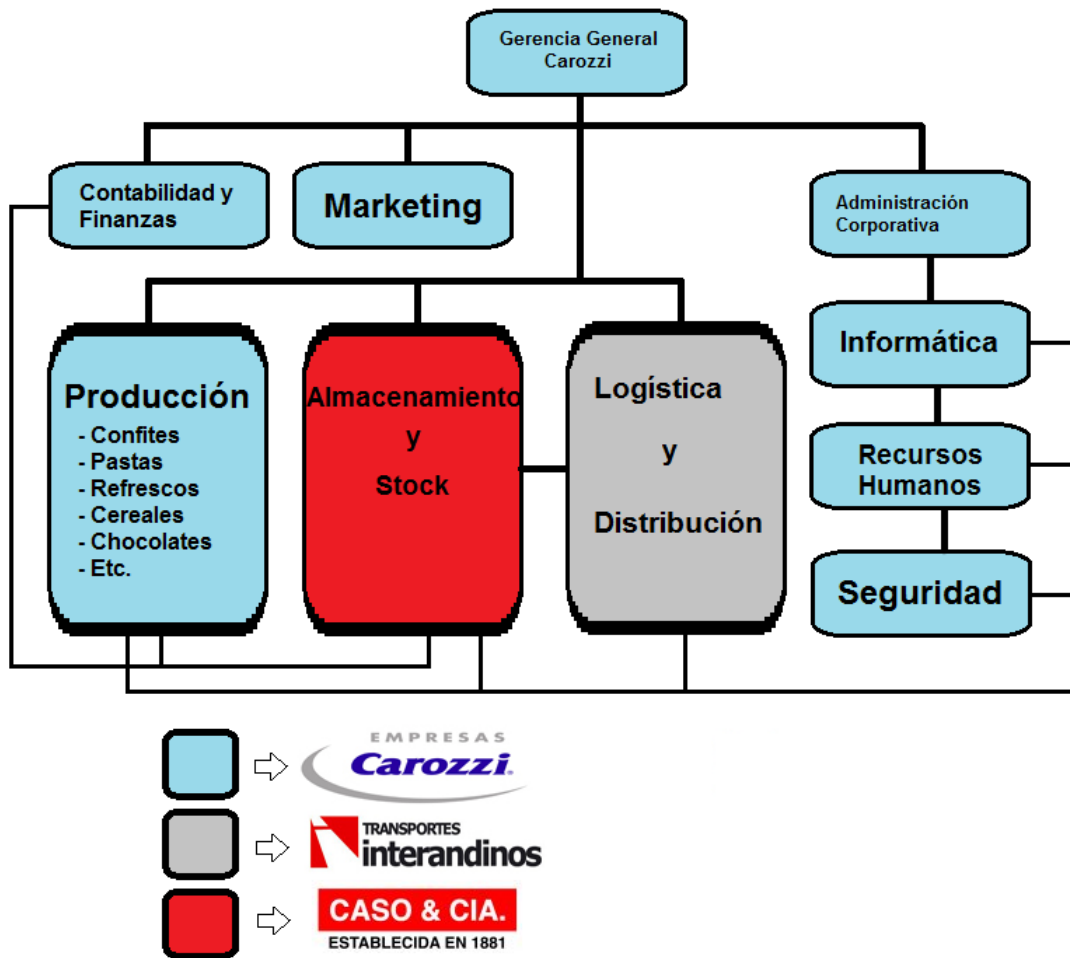 Gerencia General
Carozzi
Contabilidad y
Finanzas
Marketing
Administración
Corporativa
Producción
- Confites
- Pastas
- Refrescos
- Cereales
- Chocolates
- Etc.
Almacenamiento
y
Stock
Logística
y
Distribución
Informática
Recursos
Humanos
Seguridad
EMPRESAS
Carozzi.
TRANSPORTES
interandinos
CASO & CIA.
ESTABLECIDA EN 1881